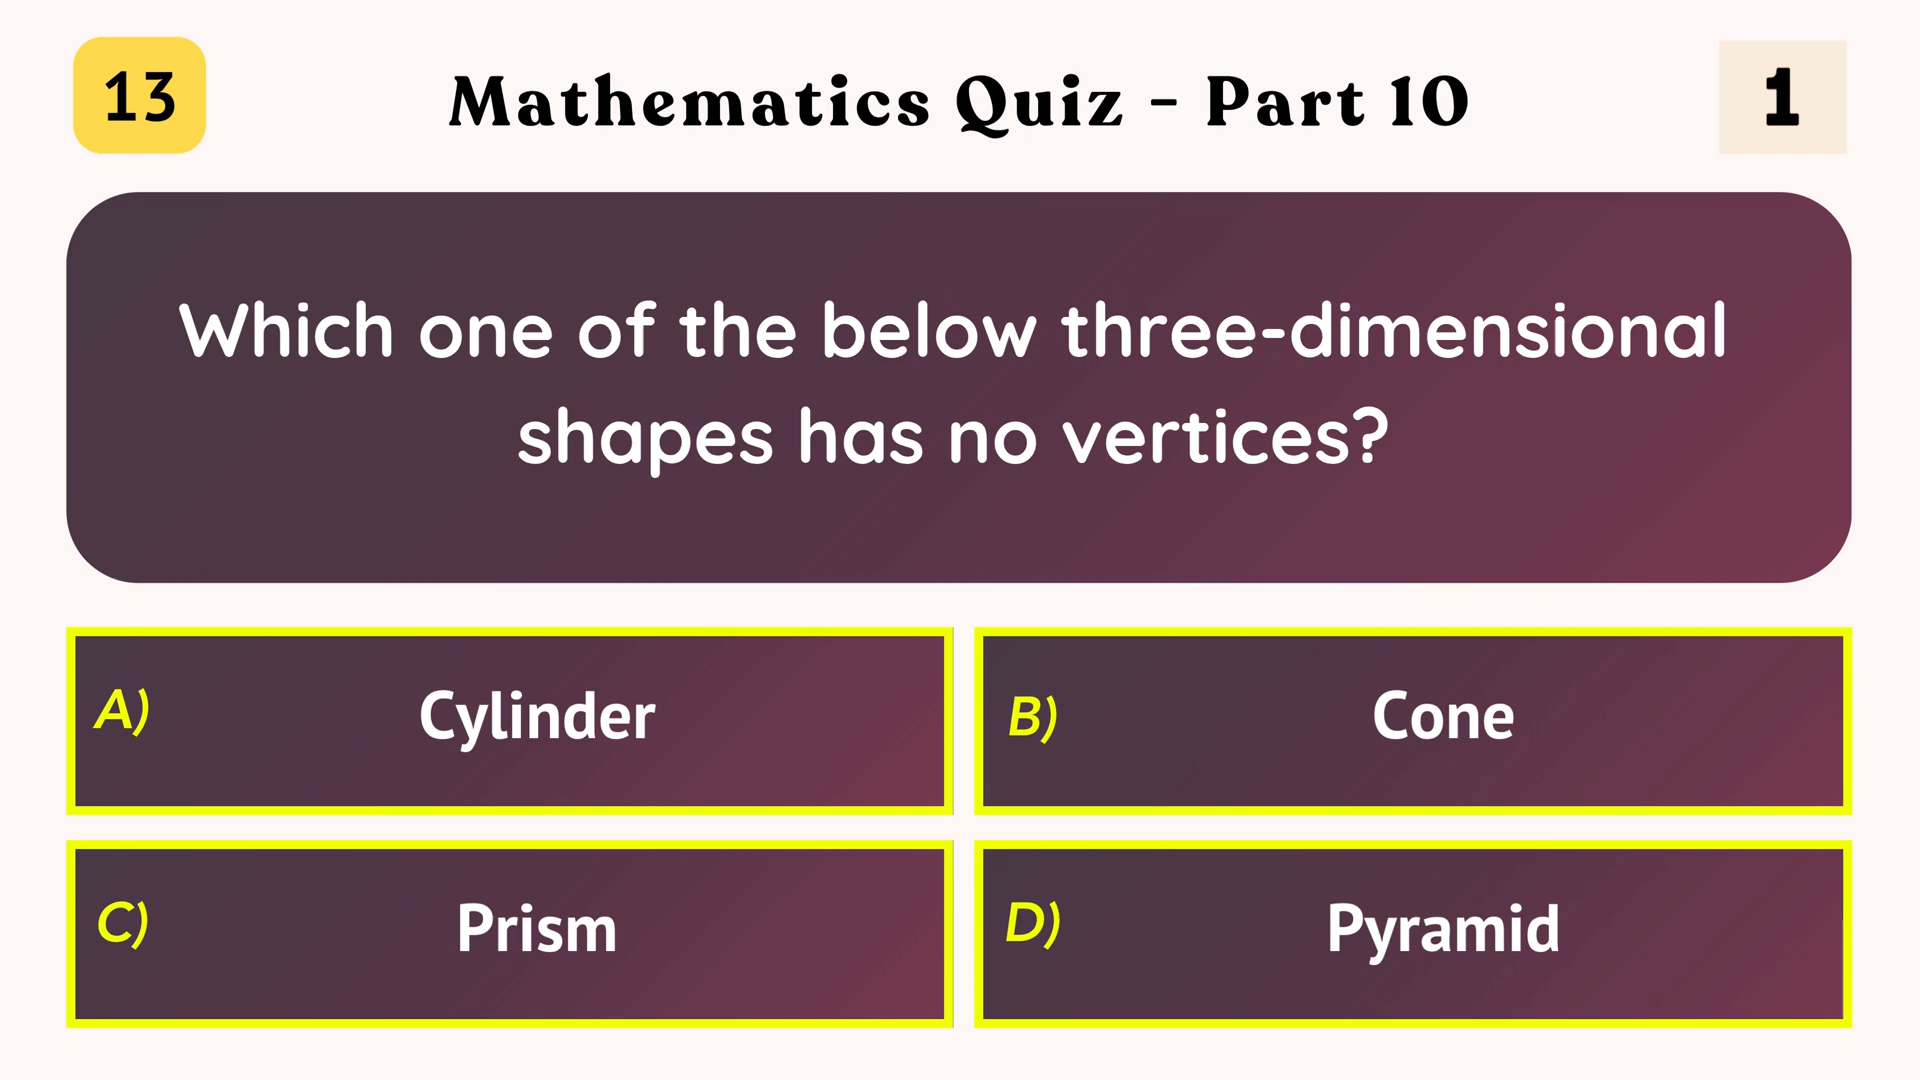 13
Mathematics Quiz - Part 10
1
Which one of the below three-dimensional
shapes has no vertices?
A) Cylinder
B) Cone
C) Prism
D) Pyramid